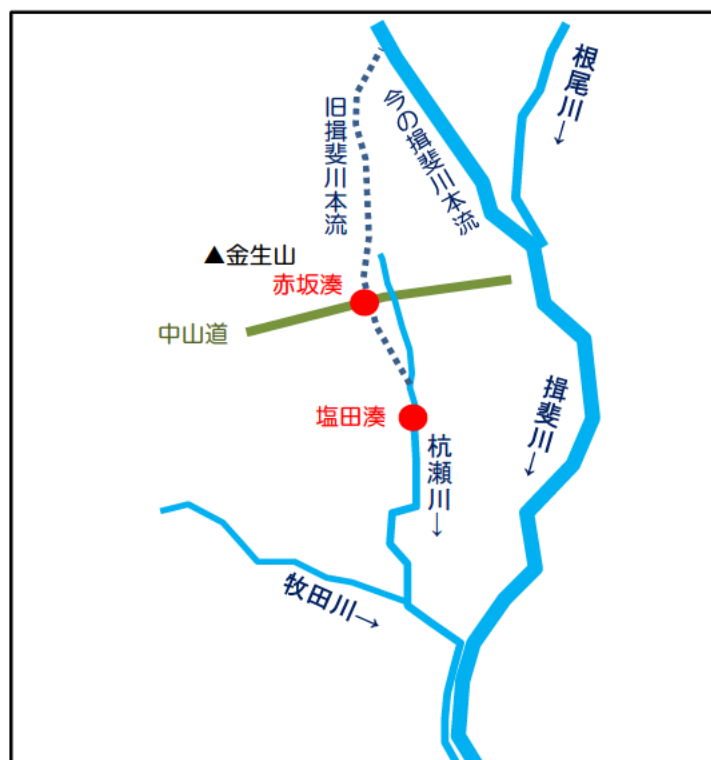 根尾川→
今の揖斐川本流
旧揖斐川本流
▲金生山
赤坂湊
中山道
塩田湊
揖斐川→
杭瀬川→
牧田川→